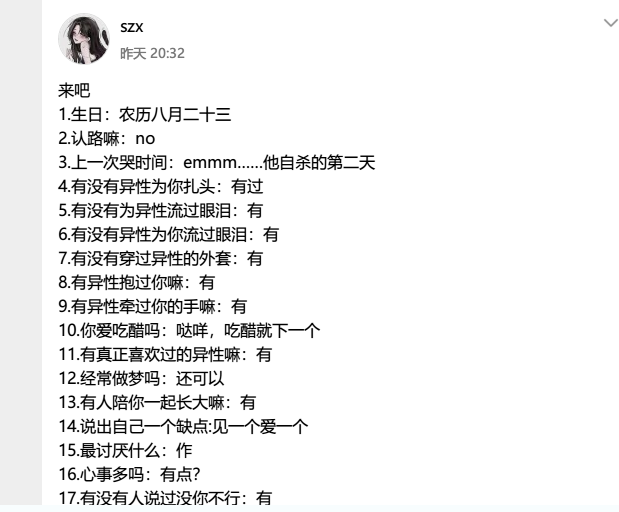 szx
昨天 20:32
来吧
1.生日：农历八月二十三
2.认路嘛：no
3.上一次哭时间：emmm……他自杀的第二天
4.有没有异性为你扎头：有过
5.有没有为异性流过眼泪：有
6.有没有异性为你流过眼泪：有
7.有没有穿过异性的外套：有
8.有异性抱过你嘛：有
9.有异性牵过你的手嘛：有
10.你爱吃醋吗：哒咩，吃醋就下一个
11.有真正喜欢过的异性嘛：有
12.经常做梦吗：还可以
13.有人陪你一起长大嘛：有
14.说出自己一个缺点:见一个爱一个
15.最讨厌什么：作
16.心事多吗：有点？
17.有没有人说过没你不行：有